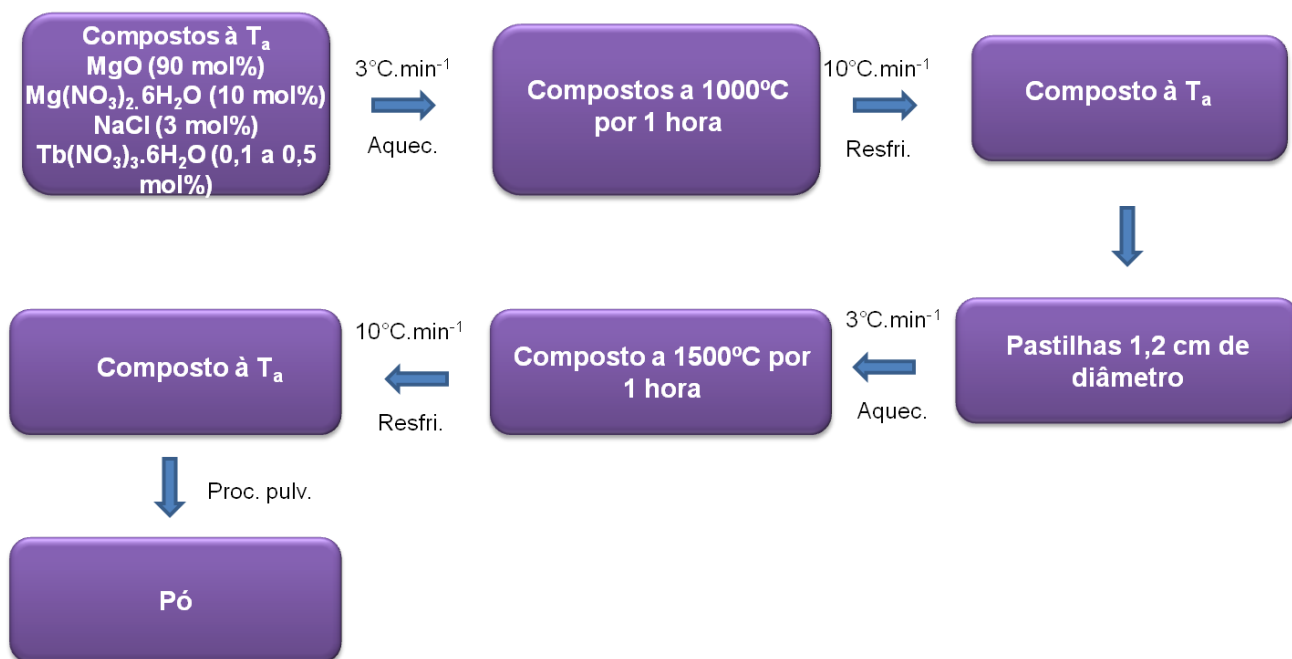 Compostos à Ta
MgO (90 mol%)
Mg(NO3)2.6H2O (10 mol%)
NaCl (3 mol%)
Tb(NO3)3.6H2O (0,1 a 0,5
mol%)
3°C.min-1
Aquec.
Compostos a 1000ºC
por 1 hora
10°C.min-1
Resfri.
Composto à Ta
Pastilhas 1,2 cm de
diâmetro
3°C.min-1
Aquec.
Composto a 1500ºC por
1 hora
10°C.min-1
Resfri.
Composto à Ta
Proc. pulv.
Pó